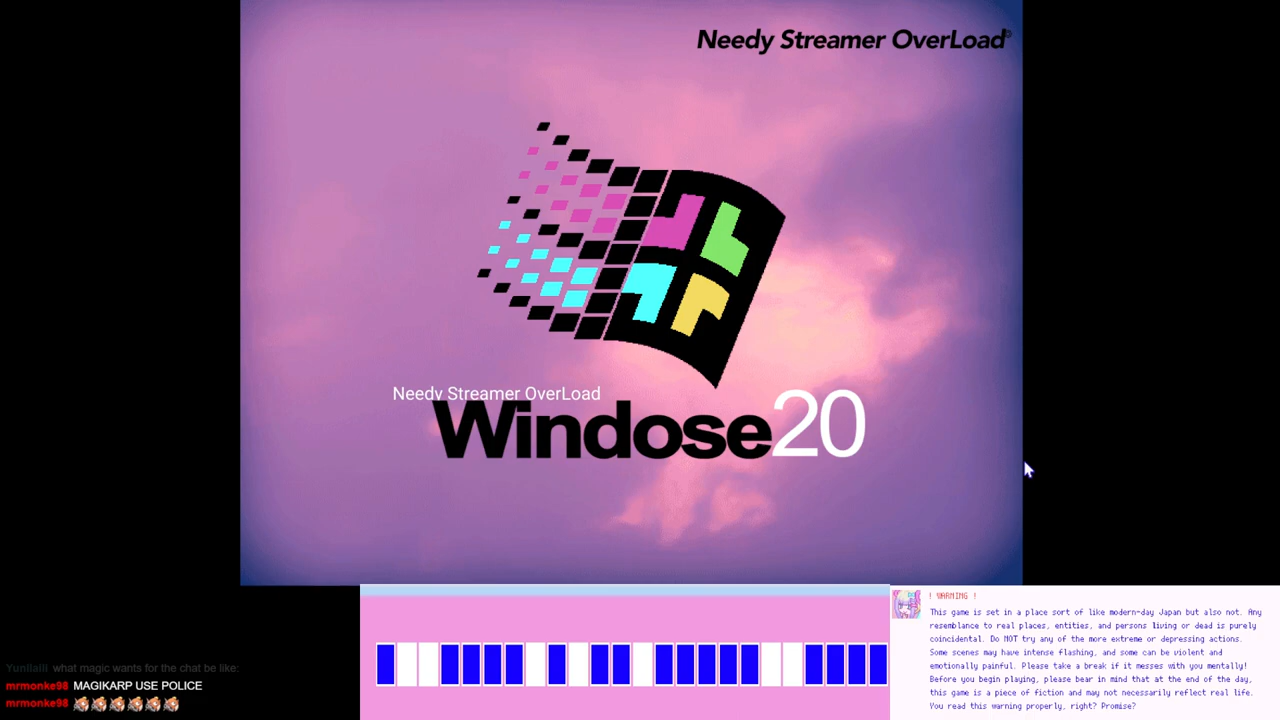 Needy Streamer OverLoad
Needy Streamer OverLoad
Windose20
! WARNING !
This game is set in a place sort of like modern-day Japan but also not. Any
resemblance to real places, entities, and persons living or dead is purely
coincidental. Do NOT try any of the more extreme or depressing actions.
Some scenes may have intense flashing, and some can be violent and
emotionally painful. Please take a break if it messes with you mentally!
Before you begin playing, please bear in mind that at the end of the day,
this game is a piece of fiction and may not necessarily reflect real life.
You read this warning properly, right? Promise?
what magic wants for the chat be like:
mrmonke98 MAGIKARP USE POLICE
mrmonke98